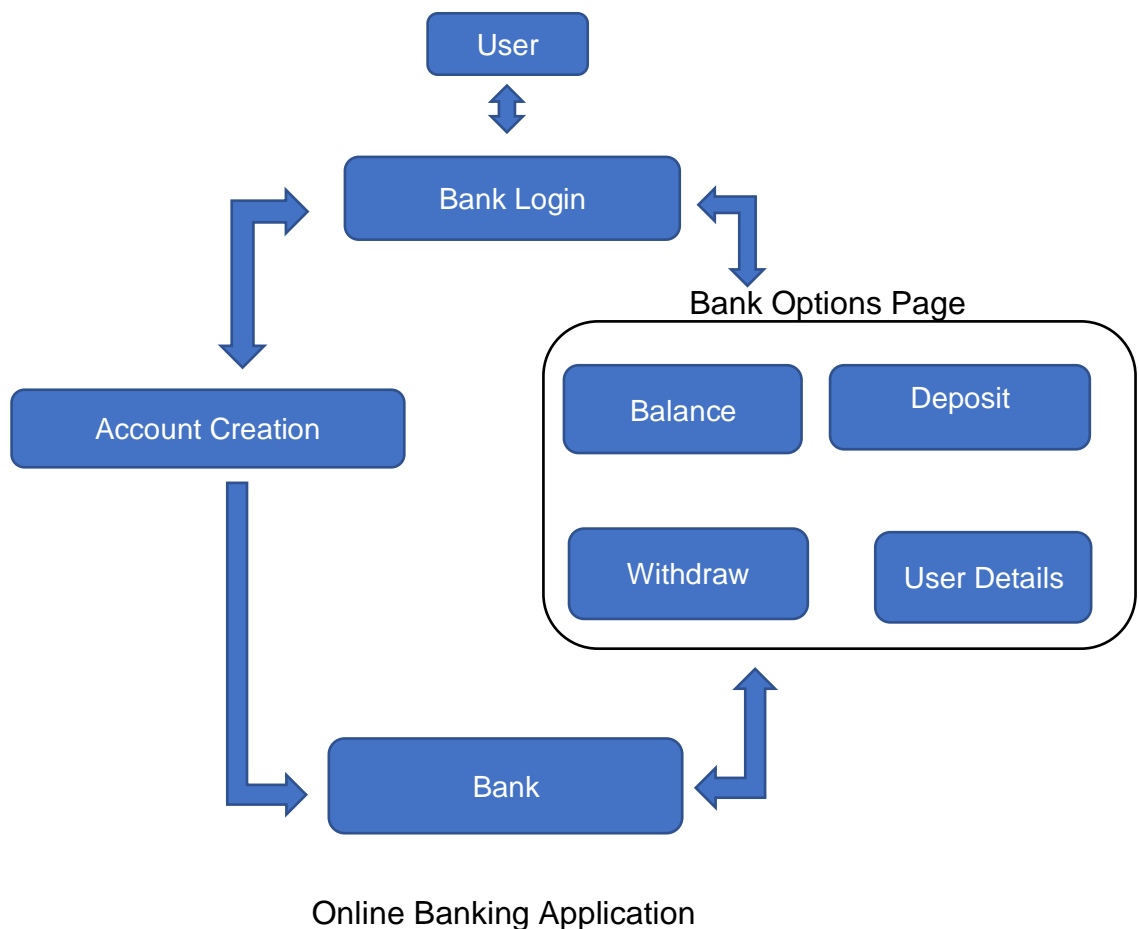 User
Bank Login
Bank Options Page
Balance
Deposit
Account Creation
Withdraw
User Details
Bank
Online Banking Application